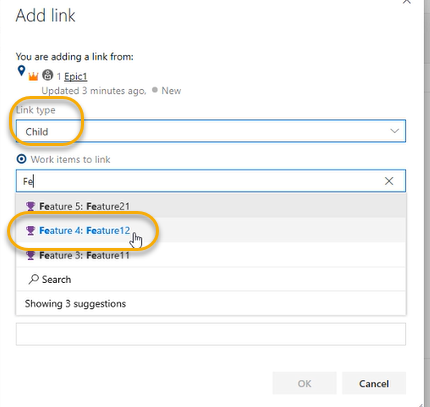 Add link
You are adding a link from:
1 Epic1
Updated 3 minutes ago, New
Link type
Child
Work items to link
Fe
Feature 5: Feature21
Feature 4: Feature12
Feature 3: Feature11
Search
Showing 3 suggestions
OK Cancel